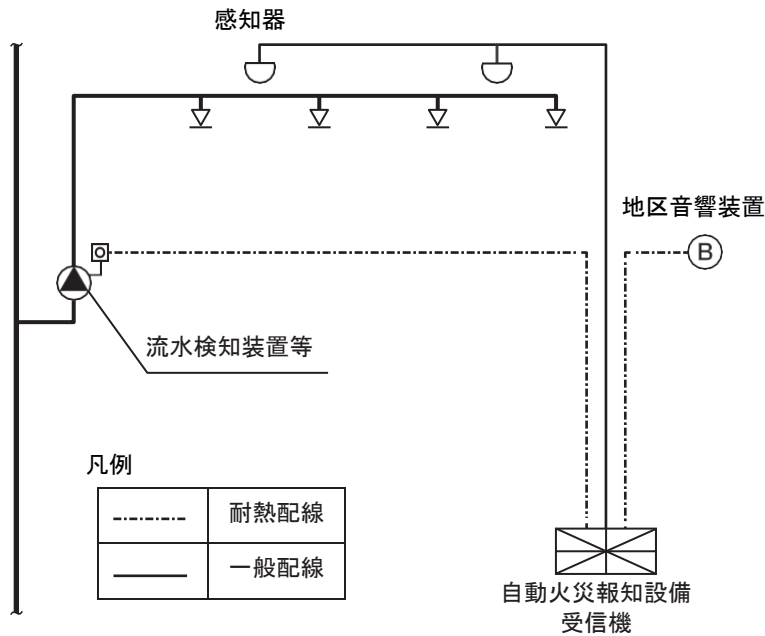 感知器
地区音響装置
B
流水検知装置等
凡例
耐熱配線
一般配線
自動火災報知設備
受信機